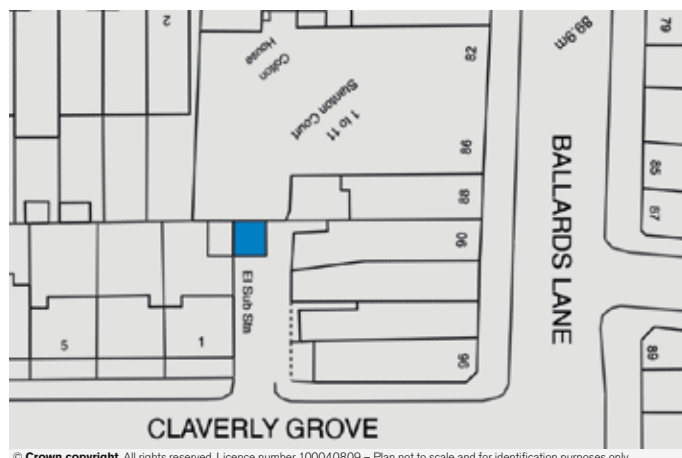 2
Colton
House
Stanton Court
1 to 11
82
86
88
90
96
89.9m
79
85
87
89
BALLARDS LANE
El Sub Stn
5
1
CLAVERLY GROVE
© Crown copyright. All rights reserved. Licence number 100040809 – Plan not to scale and for identification purposes only.